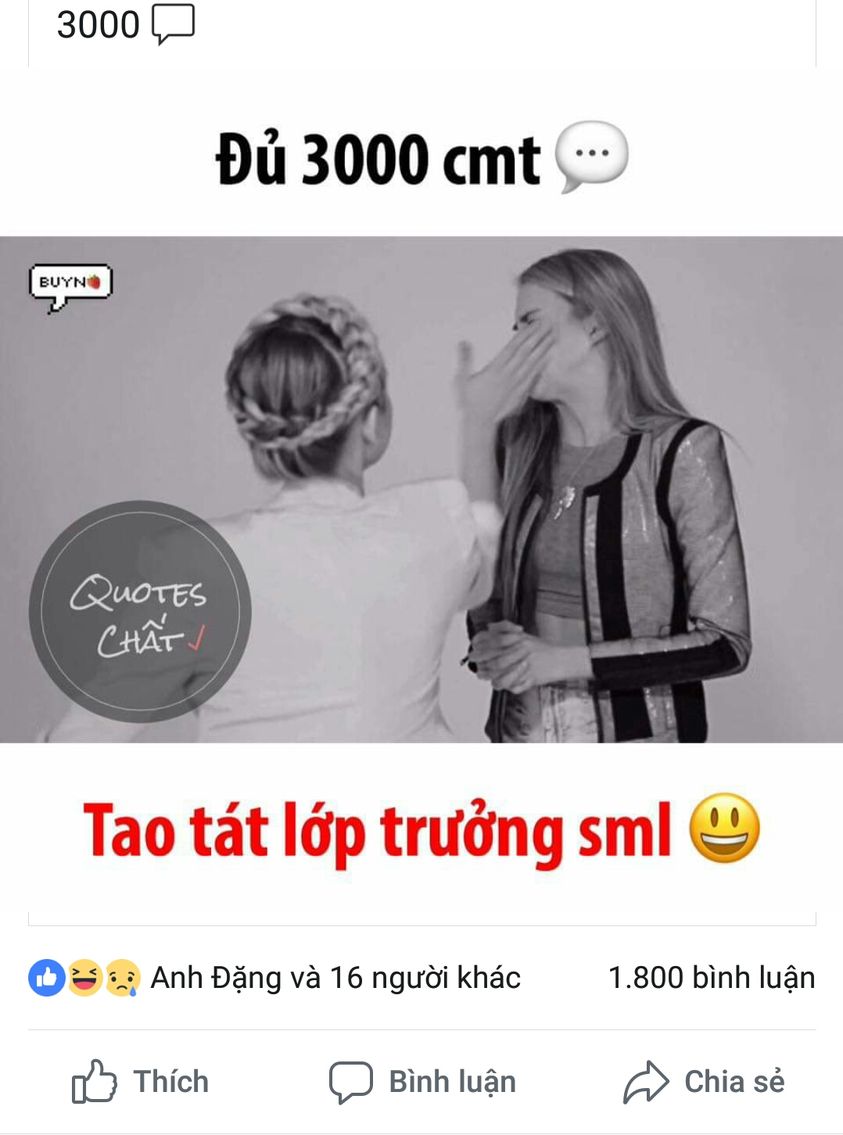 3000
Đủ 3000 cmt
BUYN
QUOTES
CHẤT
Tao tát lớp trưởng sml
Anh Đặng và 16 người khác
1.800 bình luận
Thích
Bình luận
Chia sẻ